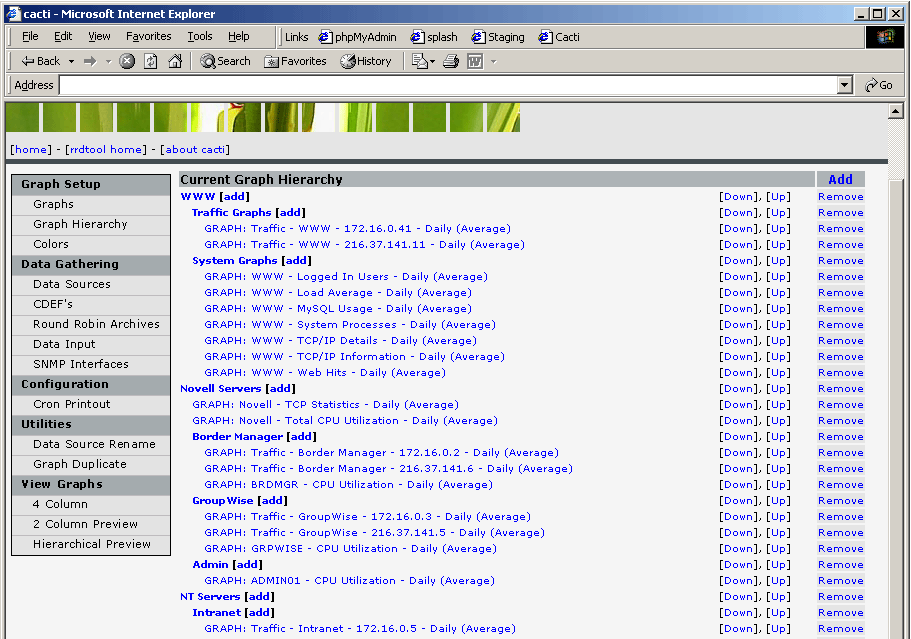 cacti - Microsoft Internet Explorer
File Edit View Favorites Tools Help Links phpMyAdmin splash Staging Cacti
Back Search Favorites History
Address Go
[home] - [rrdtool home] - [about cacti]
Graph Setup
Graphs
Graph Hierarchy
Colors
Data Gathering
Data Sources
CDEF's
Round Robin Archives
Data Input
SNMP Interfaces
Configuration
Cron Printout
Utilities
Data Source Rename
Graph Duplicate
View Graphs
4 Column
2 Column Preview
Hierarchical Preview
Current Graph Hierarchy Add
WWW [add] [Down], [Up] Remove
Traffic Graphs [add] [Down], [Up] Remove
GRAPH: Traffic - WWW - 172.16.0.41 - Daily (Average) [Down], [Up] Remove
GRAPH: Traffic - WWW - 216.37.141.11 - Daily (Average) [Down], [Up] Remove
System Graphs [add] [Down], [Up] Remove
GRAPH: WWW - Logged In Users - Daily (Average) [Down], [Up] Remove
GRAPH: WWW - Load Average - Daily (Average) [Down], [Up] Remove
GRAPH: WWW - MySQL Usage - Daily (Average) [Down], [Up] Remove
GRAPH: WWW - System Processes - Daily (Average) [Down], [Up] Remove
GRAPH: WWW - TCP/IP Details - Daily (Average) [Down], [Up] Remove
GRAPH: WWW - TCP/IP Information - Daily (Average) [Down], [Up] Remove
GRAPH: WWW - Web Hits - Daily (Average) [Down], [Up] Remove
Novell Servers [add] [Down], [Up] Remove
GRAPH: Novell - TCP Statistics - Daily (Average) [Down], [Up] Remove
GRAPH: Novell - Total CPU Utilization - Daily (Average) [Down], [Up] Remove
Border Manager [add] [Down], [Up] Remove
GRAPH: Traffic - Border Manager - 172.16.0.2 - Daily (Average) [Down], [Up] Remove
GRAPH: Traffic - Border Manager - 216.37.141.6 - Daily (Average) [Down], [Up] Remove
GRAPH: BRDMGR - CPU Utilization - Daily (Average) [Down], [Up] Remove
GroupWise [add] [Down], [Up] Remove
GRAPH: Traffic - GroupWise - 172.16.0.3 - Daily (Average) [Down], [Up] Remove
GRAPH: Traffic - GroupWise - 216.37.141.5 - Daily (Average) [Down], [Up] Remove
GRAPH: GRPWISE - CPU Utilization - Daily (Average) [Down], [Up] Remove
Admin [add] [Down], [Up] Remove
GRAPH: ADMIN01 - CPU Utilization - Daily (Average) [Down], [Up] Remove
NT Servers [add] [Down], [Up] Remove
Intranet [add] [Down], [Up] Remove
GRAPH: Traffic - Intranet - 172.16.0.5 - Daily (Average) [Down], [Up] Remove